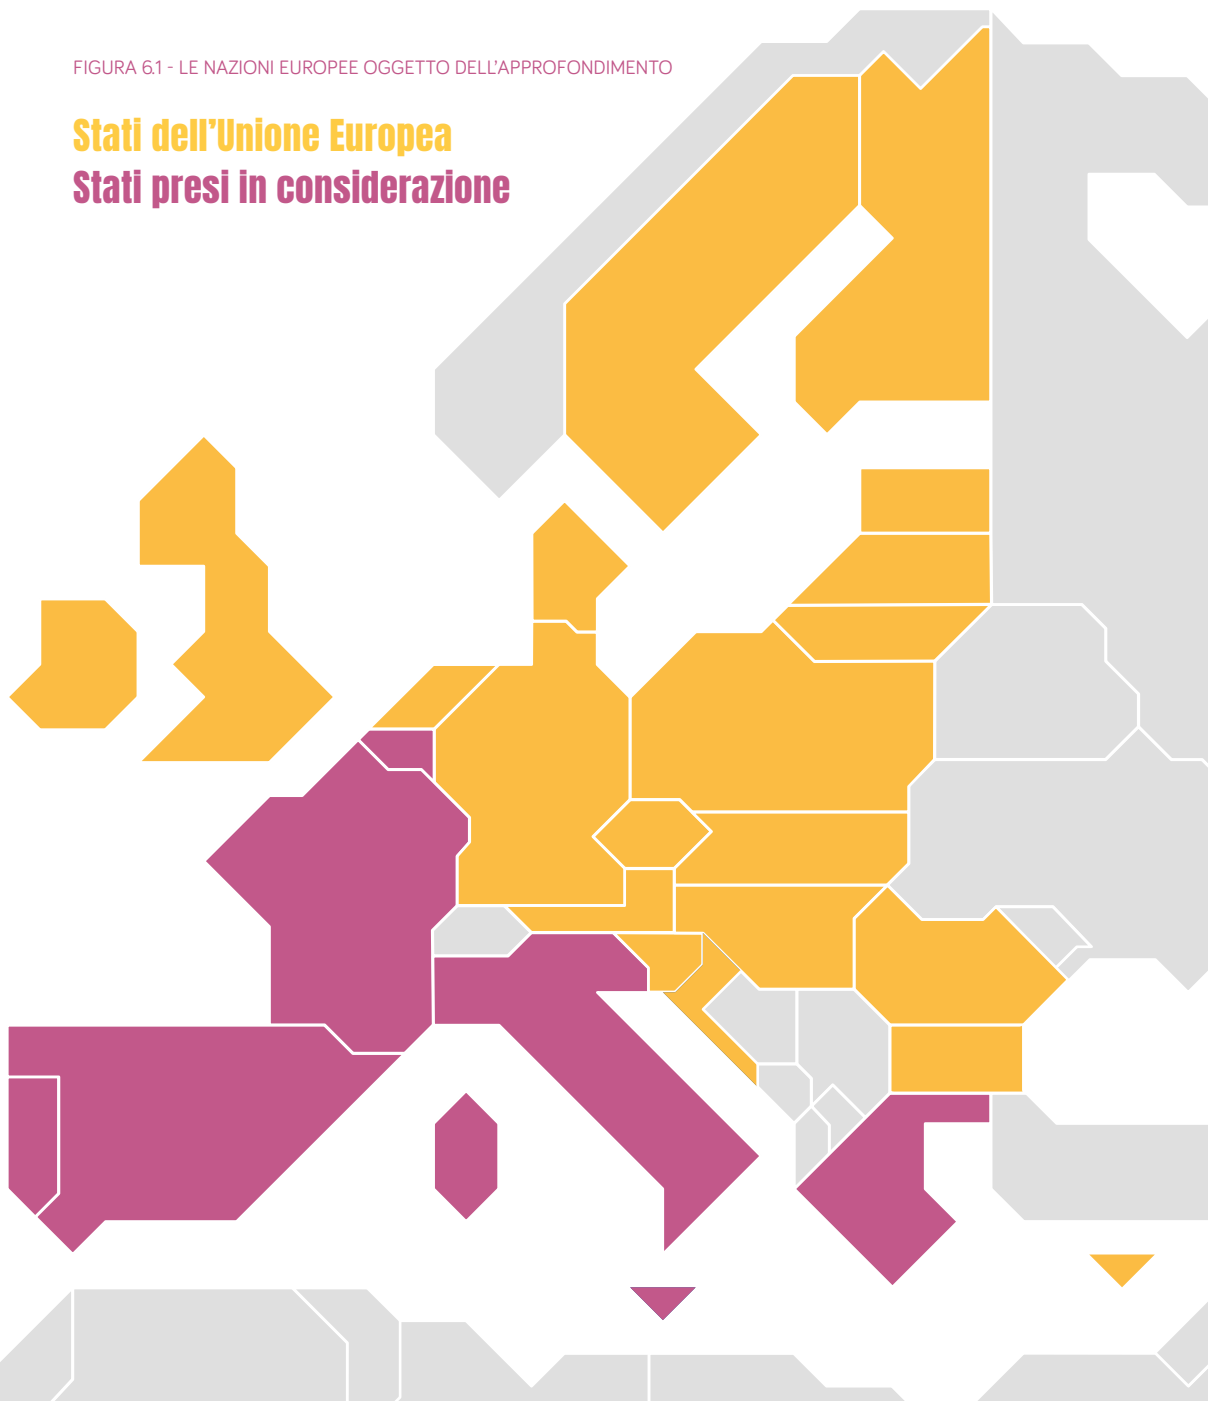 FIGURA 6.1 - LE NAZIONI EUROPEE OGGETTO DELL'APPROFONDIMENTO
Stati dell'Unione Europea
Stati presi in considerazione